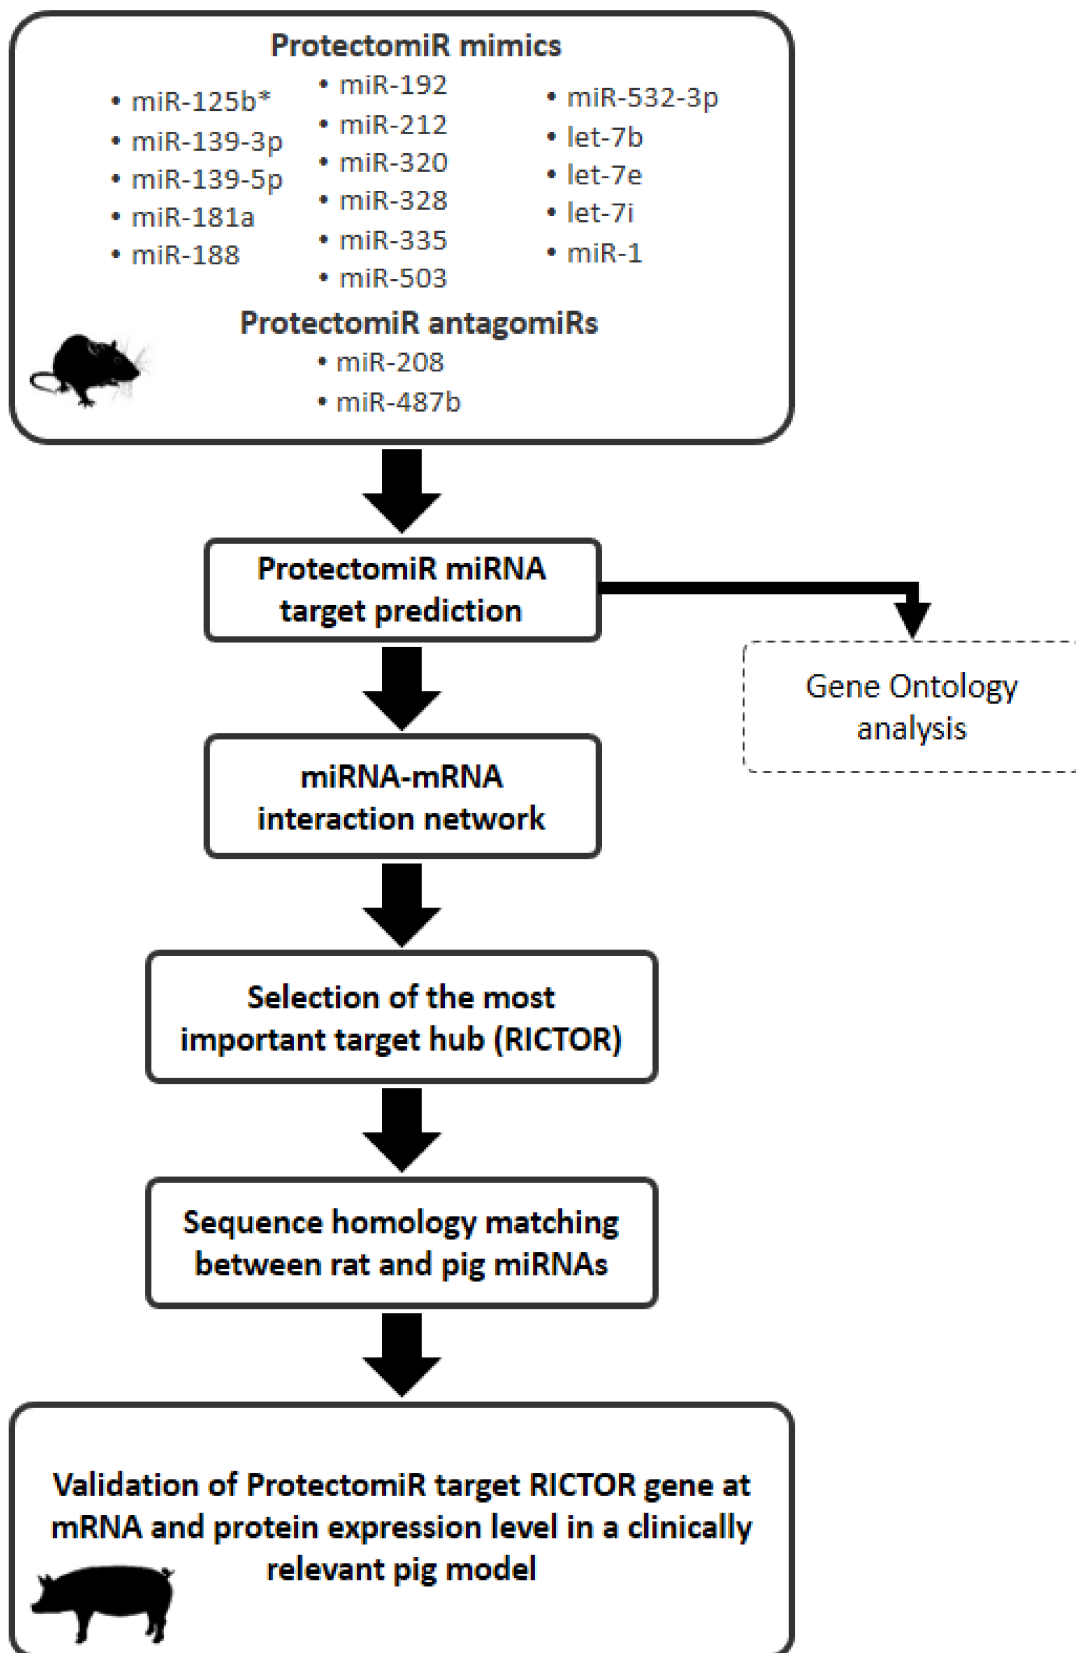 ProtectomiR mimics
• miR-125b*
• miR-139-3p
• miR-139-5p
• miR-181a
• miR-188
• miR-192
• miR-212
• miR-320
• miR-328
• miR-335
• miR-503
• miR-532-3p
• let-7b
• let-7e
• let-7i
• miR-1
ProtectomiR antagomiRs
• miR-208
• miR-487b
ProtectomiR miRNA
target prediction
Gene Ontology
analysis
miRNA-mRNA
interaction network
Selection of the most
important target hub (RICTOR)
Sequence homology matching
between rat and pig miRNAs
Validation of ProtectomiR target RICTOR gene at
mRNA and protein expression level in a clinically
relevant pig model